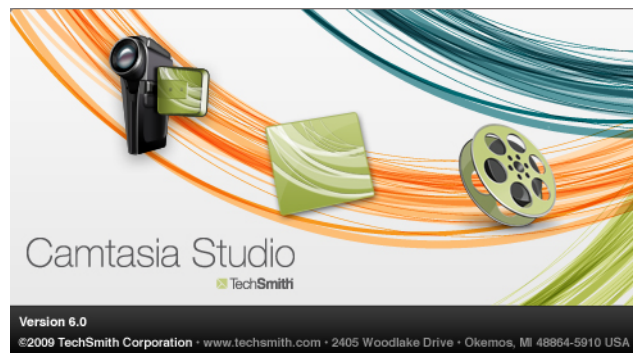 Camtasia Studio
TechSmith
Version 6.0
©2009 TechSmith Corporation · www.techsmith.com · 2405 Woodlake Drive · Okemos, MI 48864-5910 USA